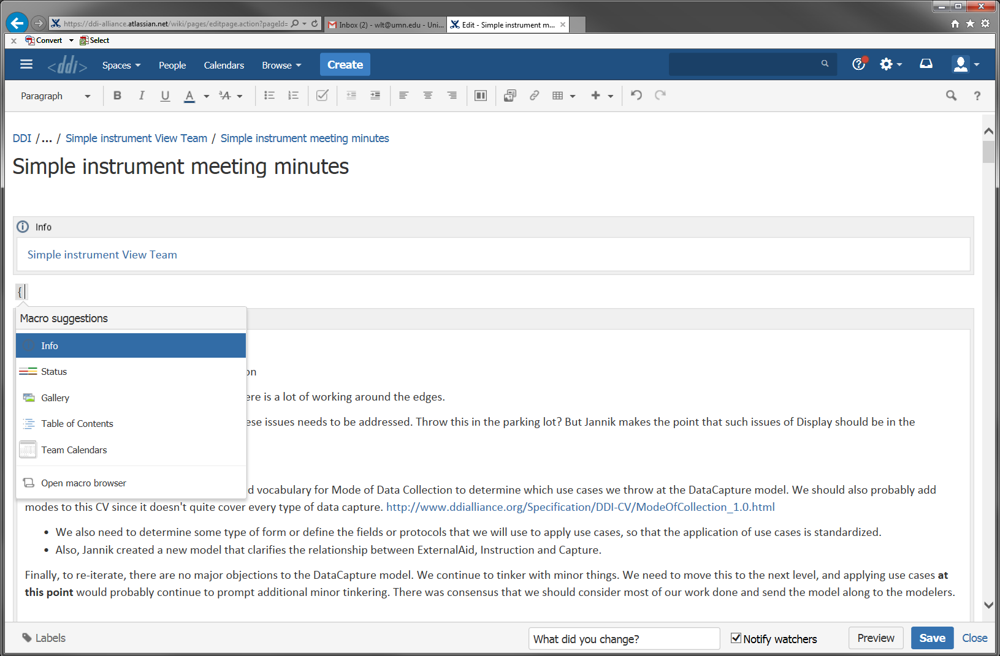 https://ddi-alliance.atlassian.net/wiki/pages/editpage.action?pageId=
Inbox (2) - wlt@umn.edu - Uni...
Edit - Simple instrument m...
Convert
Select
<ddi>
Spaces
People
Calendars
Browse
Create
Paragraph
DDI / ... / Simple instrument View Team / Simple instrument meeting minutes
Simple instrument meeting minutes
Info
Simple instrument View Team
{
Macro suggestions
Info
Status
Gallery
Table of Contents
Team Calendars
Open macro browser
on
ere is a lot of working around the edges.
ese issues needs to be addressed. Throw this in the parking lot? But Jannik makes the point that such issues of Display should be in the
d vocabulary for Mode of Data Collection to determine which use cases we throw at the DataCapture model. We should also probably add
modes to this CV since it doesn't quite cover every type of data capture. http://www.ddialliance.org/Specification/DDI-CV/ModeOfCollection_1.0.html
• We also need to determine some type of form or define the fields or protocols that we will use to apply use cases, so that the application of use cases is standardized.
• Also, Jannik created a new model that clarifies the relationship between ExternalAid, Instruction and Capture.
Finally, to re-iterate, there are no major objections to the DataCapture model. We continue to tinker with minor things. We need to move this to the next level, and applying use cases at
this point would probably continue to prompt additional minor tinkering. There was consensus that we should consider most of our work done and send the model along to the modelers.
Labels
What did you change?
Notify watchers
Preview
Save
Close